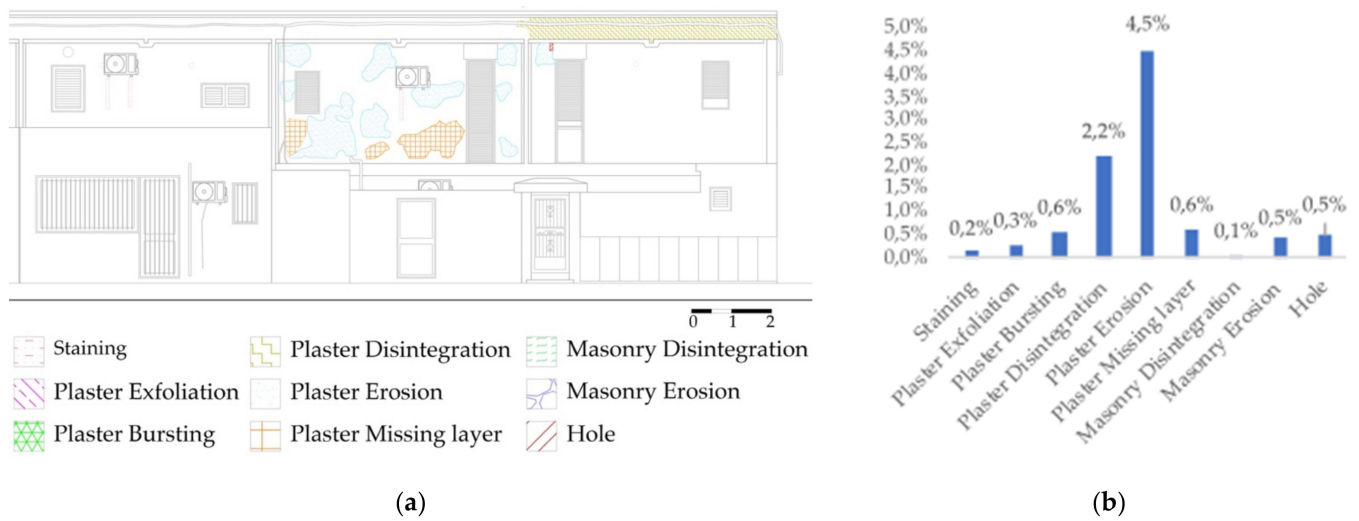 0 1 2
Staining
Plaster Disintegration
Masonry Disintegration
Plaster Exfoliation
Plaster Erosion
Masonry Erosion
Plaster Bursting
Plaster Missing layer
Hole
(a)
5,0%
4,5%
4,0%
3,5%
3,0%
2,5%
2,0%
1,5%
1,0%
0,5%
0,0%
0,2%
0,3%
0,6%
2,2%
4,5%
0,6%
0,1%
0,5%
0,5%
Staining
Plaster Exfoliation
Plaster Bursting
Plaster Disintegration
Plaster Erosion
Plaster Missing layer
Masonry Disintegration
Masonry Erosion
Hole
(b)